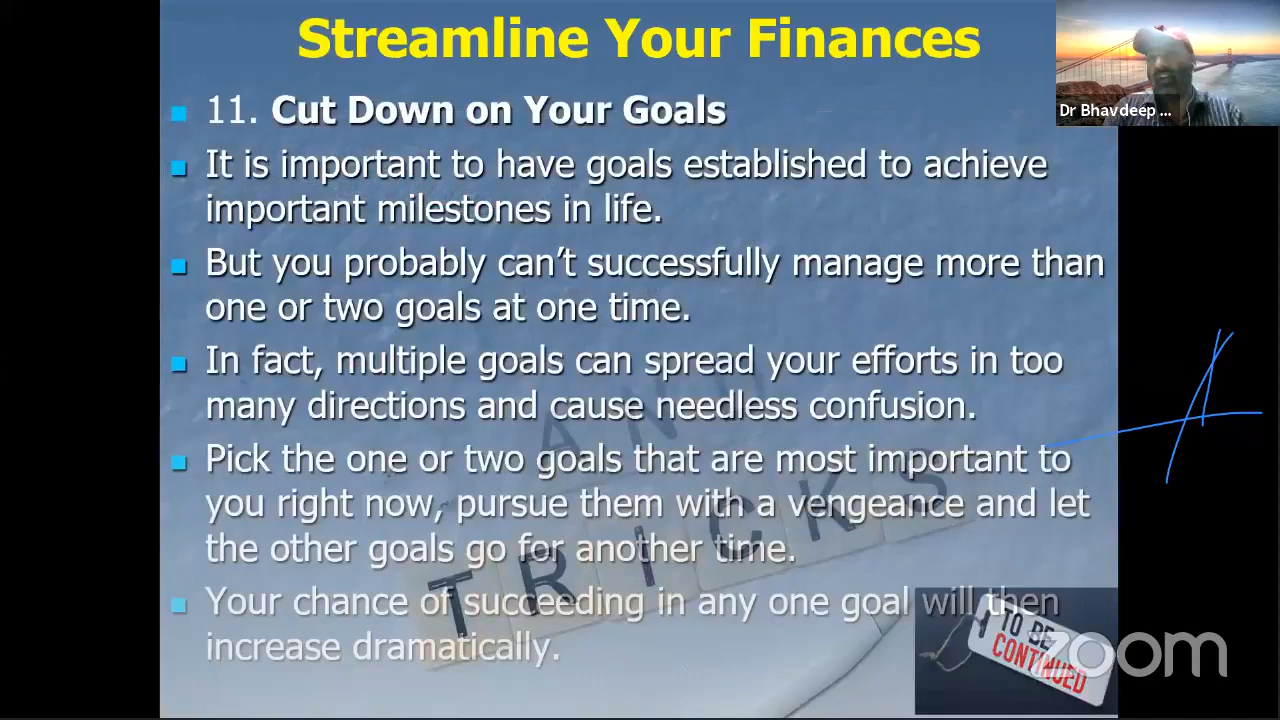 Streamline Your Finances
Dr Bhavdeep ...
11. Cut Down on Your Goals
It is important to have goals established to achieve
important milestones in life.
But you probably can’t successfully manage more than
one or two goals at one time.
In fact, multiple goals can spread your efforts in too
many directions and cause needless confusion.
AND
Pick the one or two goals that are most important to
you right now, pursue them with a vengeance and let
the other goals go for another time.
TRICKS
Your chance of succeeding in any one goal will then
increase dramatically.
TO BE
CONTINUED
zoom